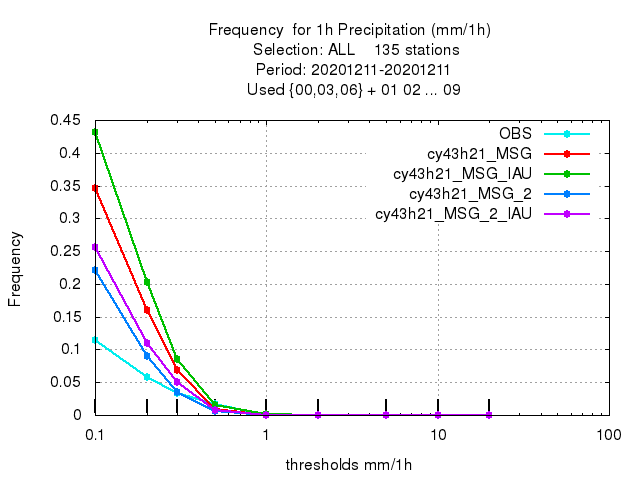 Frequency  for 1h Precipitation (mm/1h)
Selection: ALL    135 stations
Period: 20201211-20201211
Used {00,03,06} + 01 02 ... 09
0.45
0.4
0.35
0.3
0.25
0.2
0.15
0.1
0.05
0
Frequency
OBS
cy43h21_MSG
cy43h21_MSG_IAU
cy43h21_MSG_2
cy43h21_MSG_2_IAU
0.1 1 10 100
thresholds mm/1h